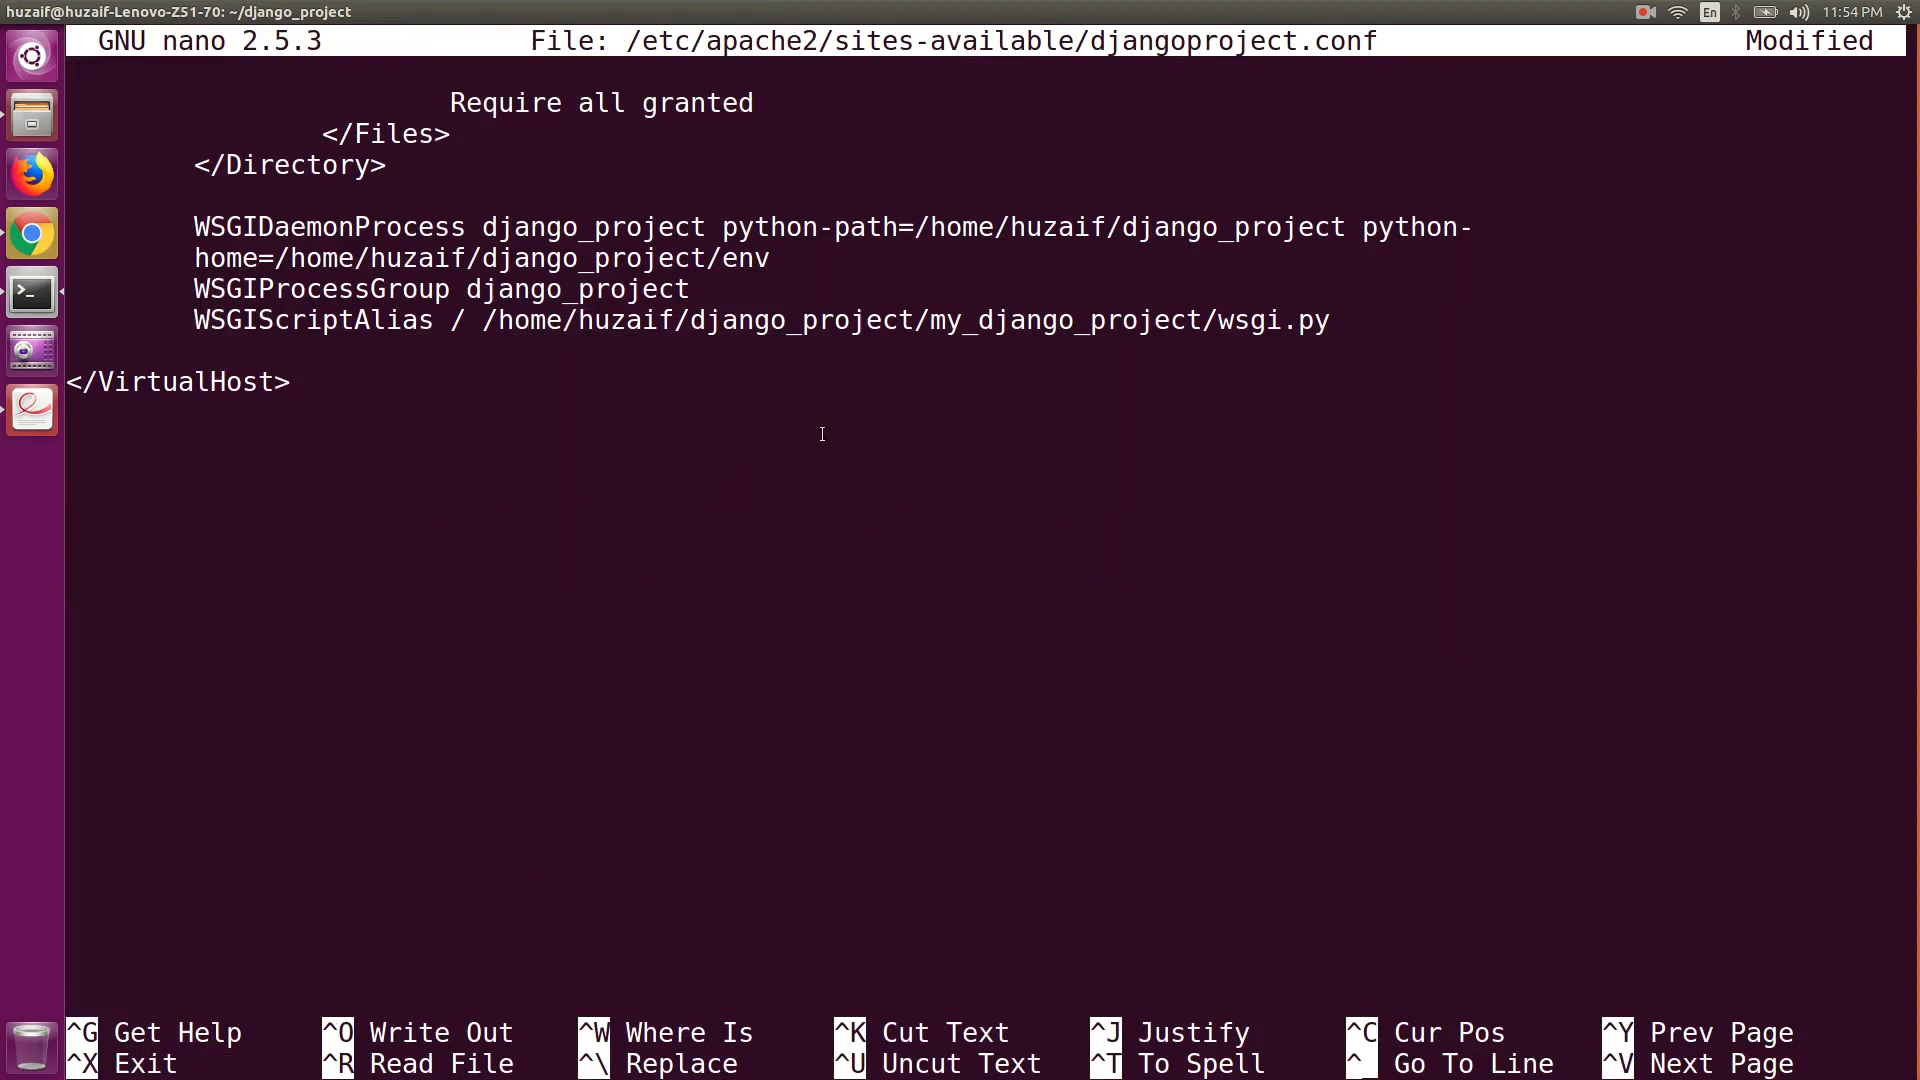 huzaif@huzaif-Lenovo-Z51-70: ~/django_project
En
11:54 PM
GNU nano 2.5.3 File: /etc/apache2/sites-available/djangoproject.conf Modified
Require all granted
</Files>
</Directory>
WSGIDaemonProcess django_project python-path=/home/huzaif/django_project python-
home=/home/huzaif/django_project/env
WSGIProcessGroup django_project
WSGIScriptAlias / /home/huzaif/django_project/my_django_project/wsgi.py
</VirtualHost>
^G Get Help ^O Write Out ^W Where Is ^K Cut Text ^J Justify ^C Cur Pos ^Y Prev Page
^X Exit ^R Read File ^\ Replace ^U Uncut Text ^T To Spell ^_ Go To Line ^V Next Page